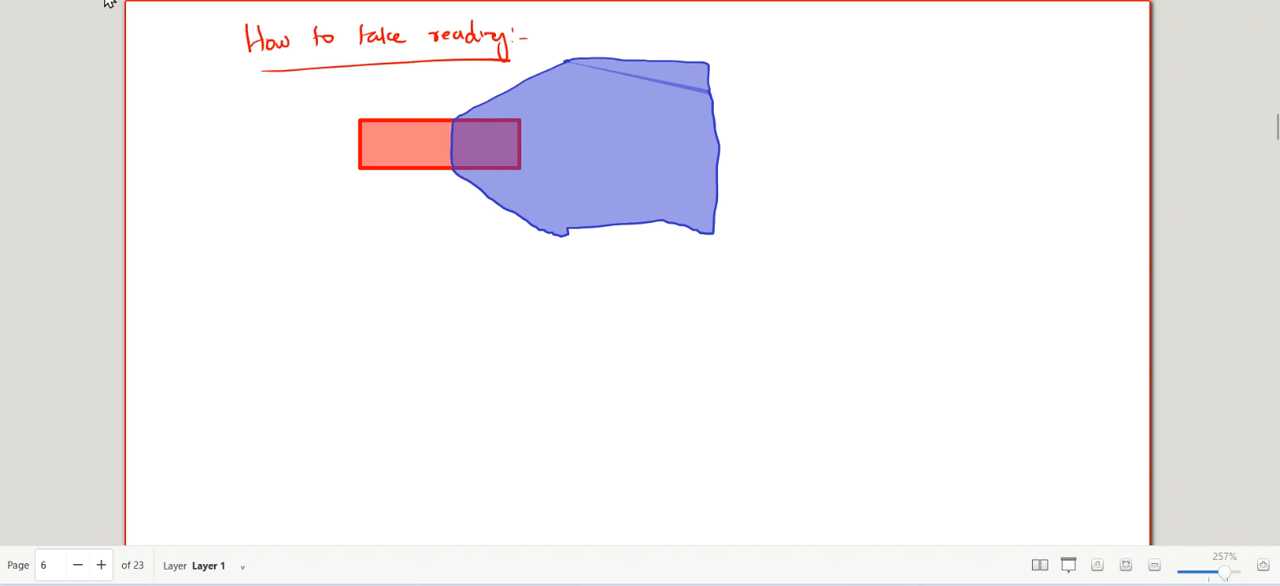 How to take reading:-
Page 6 of 23 Layer Layer 1 257%